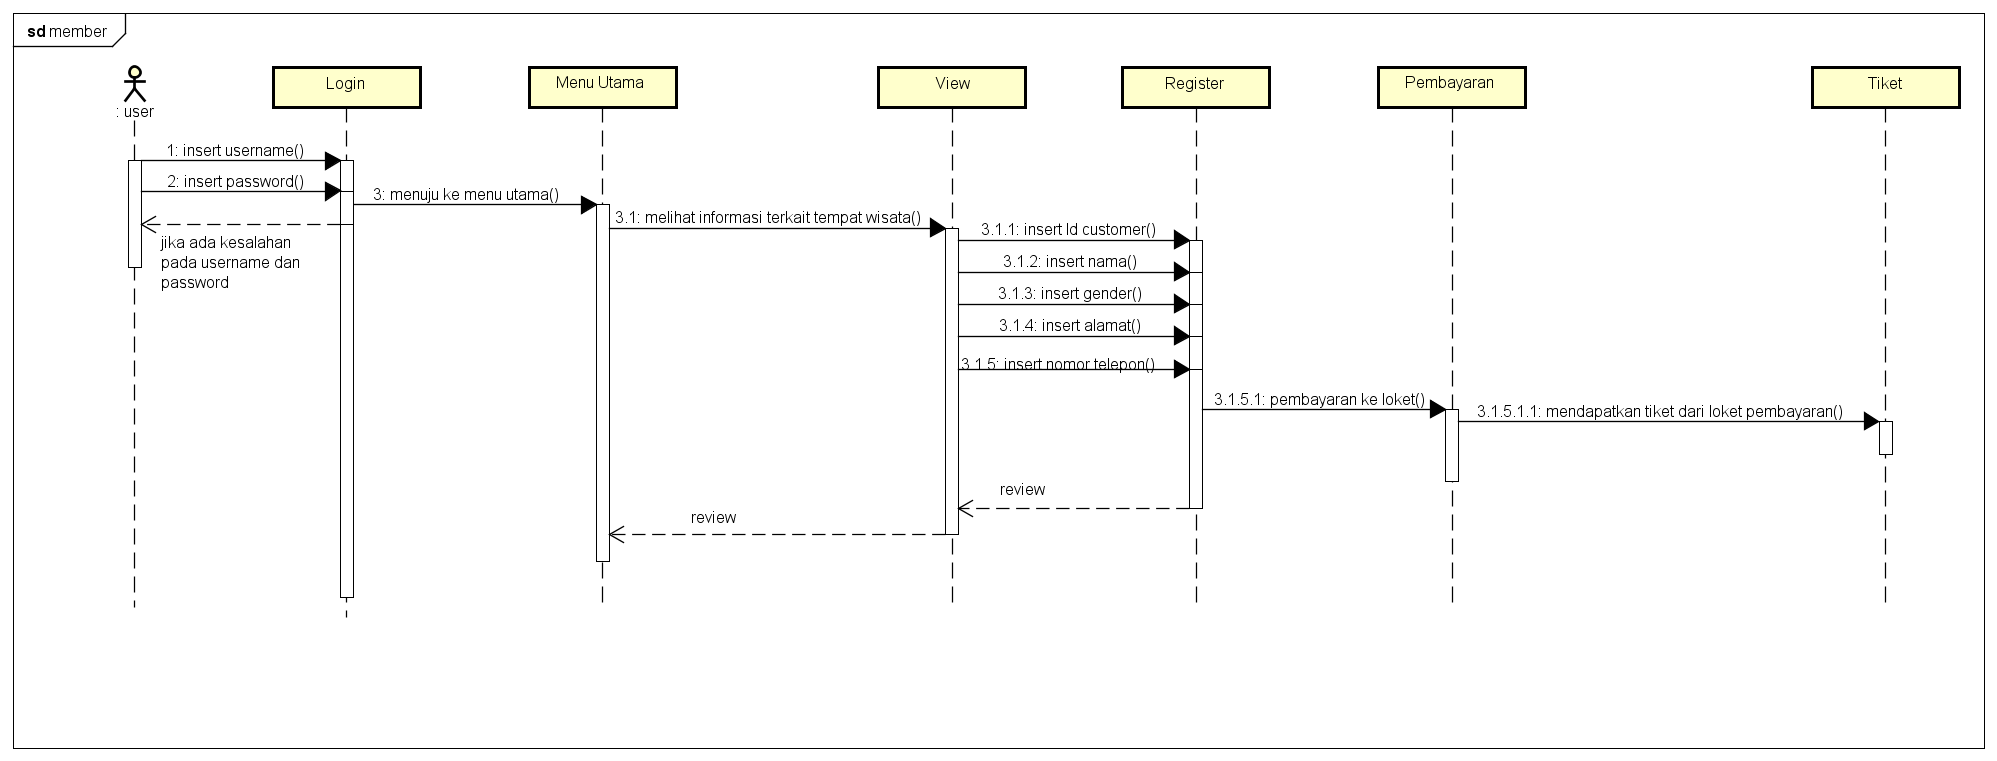 sd member
: user
Login
Menu Utama
View
Register
Pembayaran
Tiket
1: insert username()
2: insert password()
3: menuju ke menu utama()
3.1: melihat informasi terkait tempat wisata()
3.1.1: insert Id customer()
jika ada kesalahan
pada username dan
password
3.1.2: insert nama()
3.1.3: insert gender()
3.1.4: insert alamat()
3.1.5: insert nomor telepon()
3.1.5.1: pembayaran ke loket()
3.1.5.1.1: mendapatkan tiket dari loket pembayaran()
review
review